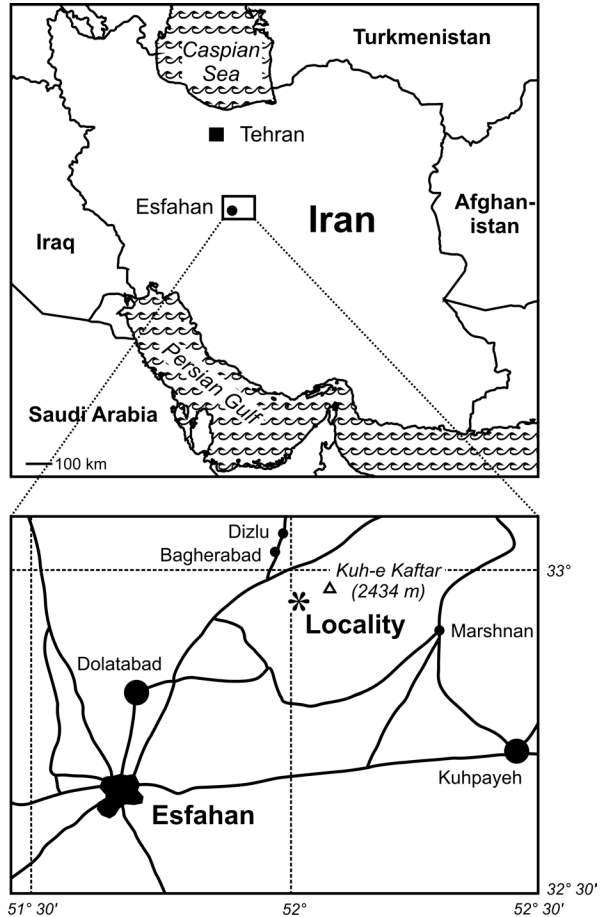 Caspian
Sea
Turkmenistan
Tehran
Esfahan
Iran
Afghan-
istan
Iraq
Persian Gulf
Saudi Arabia
100 km
Dizlu
Bagherabad
Kuh-e Kaftar
(2434 m)
33°
Locality
Marshnan
Dolatabad
Kuhpayeh
Esfahan
32° 30'
51° 30'
52°
52° 30'